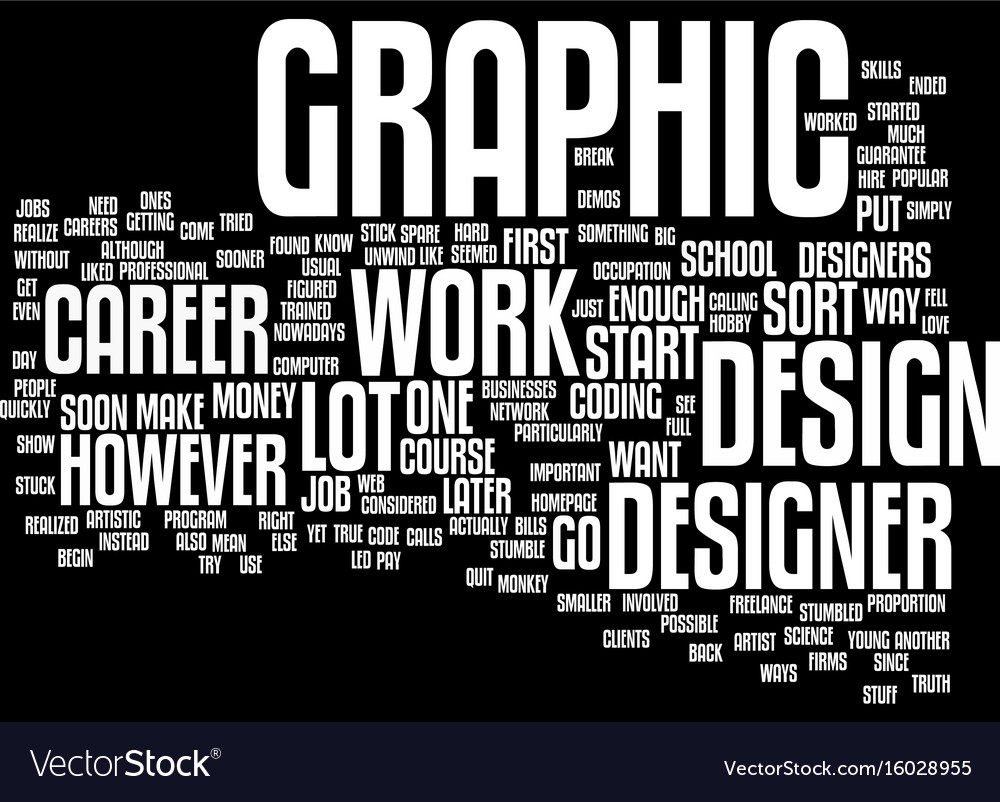 GRAPHIC
SKILLS
ENDED
WORKED STARTED
MUCH
BREAK GUARANTEE
HIRE POPULAR
DEMOS PUT SIMPLY
JOBS NEED ONES
REALIZE CAREERS GETTING COME TRIED
STICK SPARE HARD FIRST SOMETHING BIG
WITHOUT ALTHOUGH SOONER FOUND KNOW UNWIND LIKE SEEMED SCHOOL DESIGNERS
LIKED PROFESSIONAL USUAL OCCUPATION
GET CAREER FIGURED WORK JUST ENOUGH CALLING SORT WAY FELL
EVEN TRAINED HOBBY LOVE
NOWADAYS START DESIGN
DAY COMPUTER
PEOPLE SOON MAKE MONEY LOT ONE BUSINESSES CODING SEE
QUICKLY NETWORK FULL
PARTICULARLY
SHOW HOWEVER COURSE WANT
IMPORTANT
STUCK JOB WEB CONSIDERED LATER HOMEPAGE DESIGNER
REALIZED ARTISTIC PROGRAM RIGHT YET TRUE CODE CALLS ACTUALLY BILLS GO
INSTEAD ALSO MEAN ELSE STUMBLE
BEGIN TRY USE LED PAY
QUIT MONKEY
SMALLER INVOLVED FREELANCE STUMBLED PROPORTION
POSSIBLE
CLIENTS BACK ARTIST SCIENCE YOUNG ANOTHER
WAYS FIRMS SINCE
STUFF TRUTH
VectorStock®
VectorStock.com/16028955